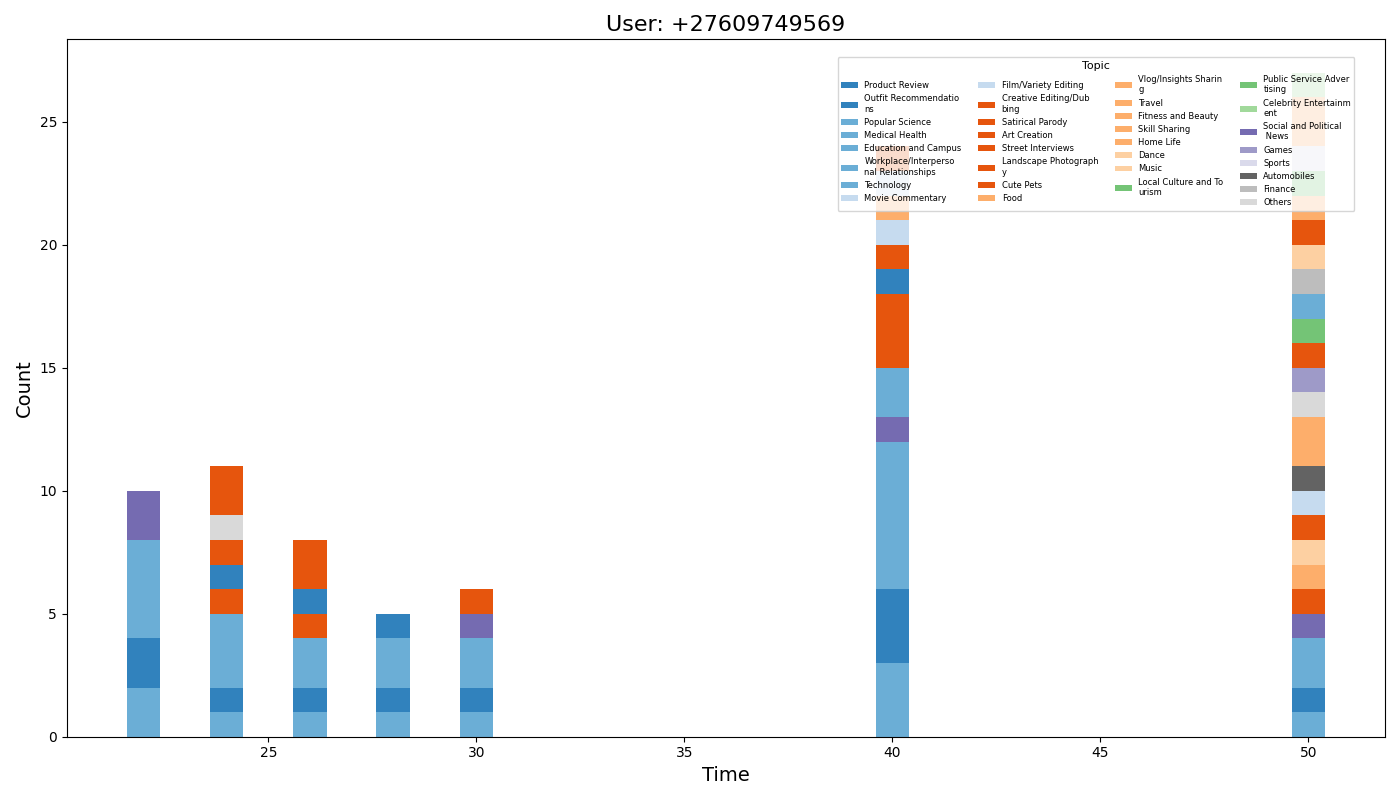 User: +27609749569
Topic
Product Review
Outfit Recommendatio
ns
Popular Science
Medical Health
Education and Campus
Workplace/Interperso
nal Relationships
Technology
Movie Commentary
Film/Variety Editing
Creative Editing/Dub
bing
Satirical Parody
Art Creation
Street Interviews
Landscape Photograph
y
Cute Pets
Food
Vlog/Insights Sharin
g
Travel
Fitness and Beauty
Skill Sharing
Home Life
Dance
Music
Local Culture and To
urism
Public Service Adver
tising
Celebrity Entertainm
ent
Social and Political
News
Games
Sports
Automobiles
Finance
Others
Count
25
20
15
10
5
0
25
30
35
40
45
50
Time